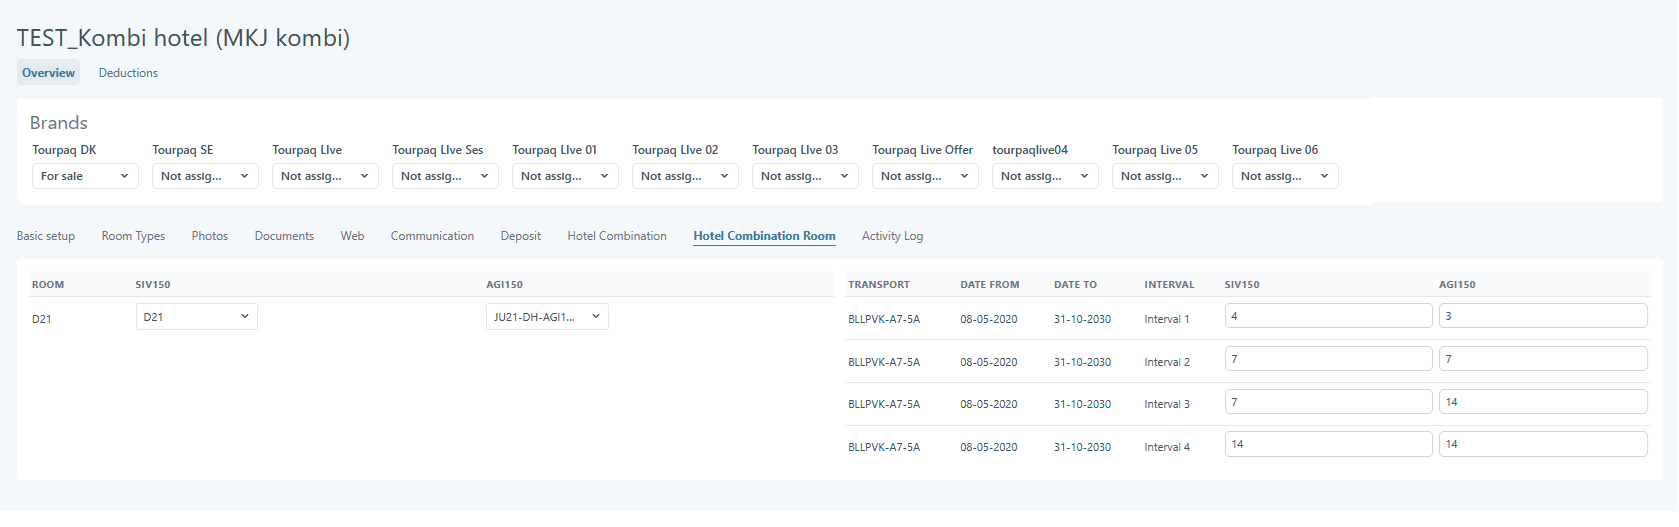 TEST_Kombi hotel (MKJ kombi)
Overview Deductions
Brands
Tourpaq DK Tourpaq SE Tourpaq LIve Tourpaq LIve Ses Tourpaq LIve 01 Tourpaq LIve 02 Tourpaq LIve 03 Tourpaq Live Offer tourpaqlive04 Tourpaq Live 05 Tourpaq Live 06
For sale Not assig... Not assig... Not assig... Not assig... Not assig... Not assig... Not assig... Not assig... Not assig... Not assig...
Basic setup Room Types Photos Documents Web Communication Deposit Hotel Combination Hotel Combination Room Activity Log
ROOM SIV150 AGI150 TRANSPORT DATE FROM DATE TO INTERVAL SIV150 AGI150
D21 D21 JU21-DH-AGI1... BLLPVK-A7-5A 08-05-2020 31-10-2030 Interval 1 4 3
BLLPVK-A7-5A 08-05-2020 31-10-2030 Interval 2 7 7
BLLPVK-A7-5A 08-05-2020 31-10-2030 Interval 3 7 14
BLLPVK-A7-5A 08-05-2020 31-10-2030 Interval 4 14 14